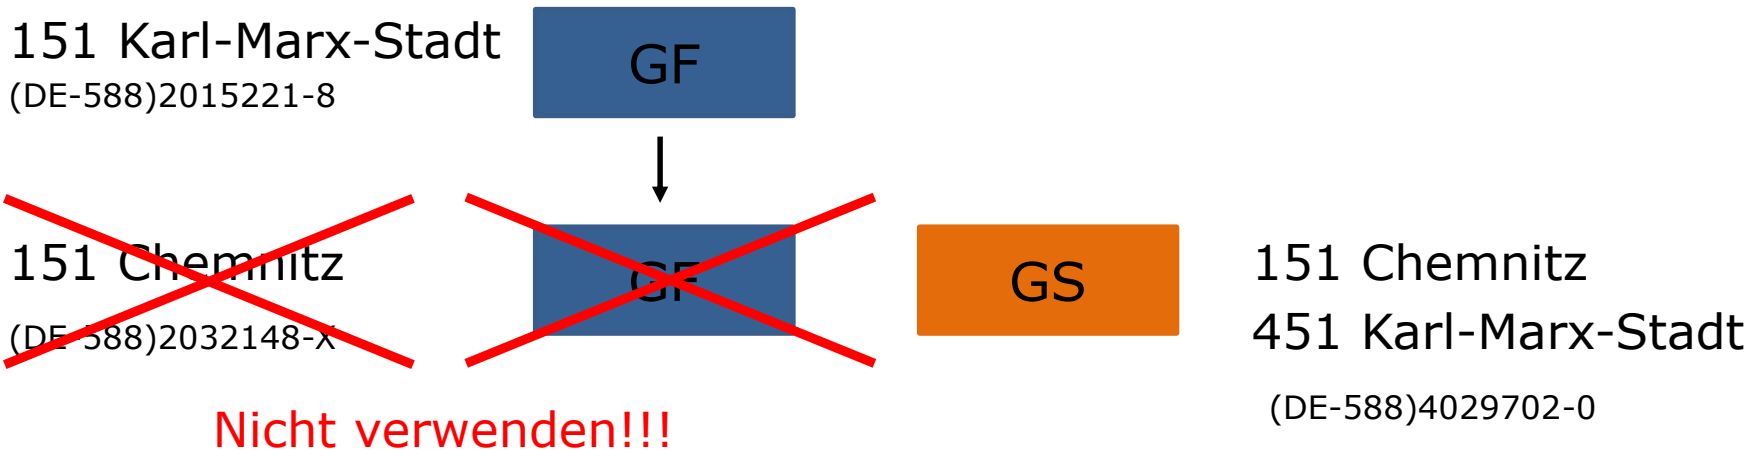 151 Karl-Marx-Stadt
(DE-588)2015221-8
GF
151 Chemnitz
(DE-588)2032148-X
GF
GS
151 Chemnitz
451 Karl-Marx-Stadt
(DE-588)4029702-0
Nicht verwenden!!!